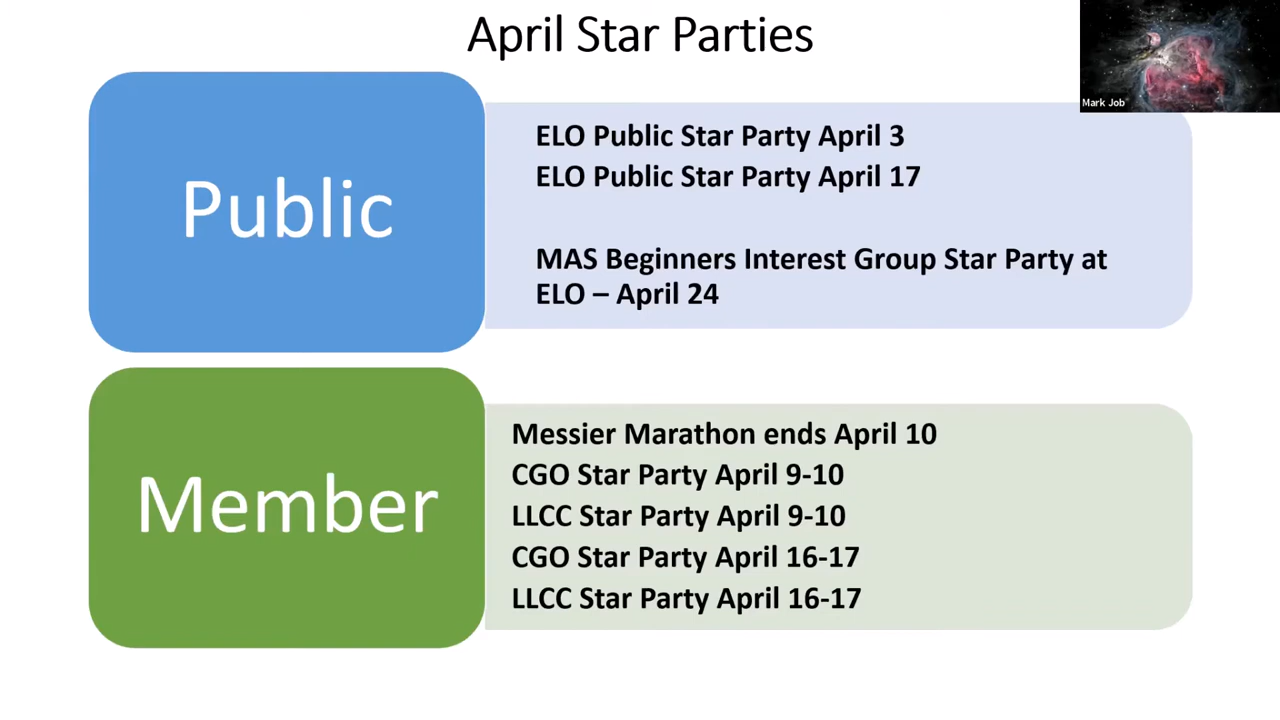 April Star Parties
Mark Job
Public
ELO Public Star Party April 3
ELO Public Star Party April 17
MAS Beginners Interest Group Star Party at
ELO – April 24
Member
Messier Marathon ends April 10
CGO Star Party April 9-10
LLCC Star Party April 9-10
CGO Star Party April 16-17
LLCC Star Party April 16-17